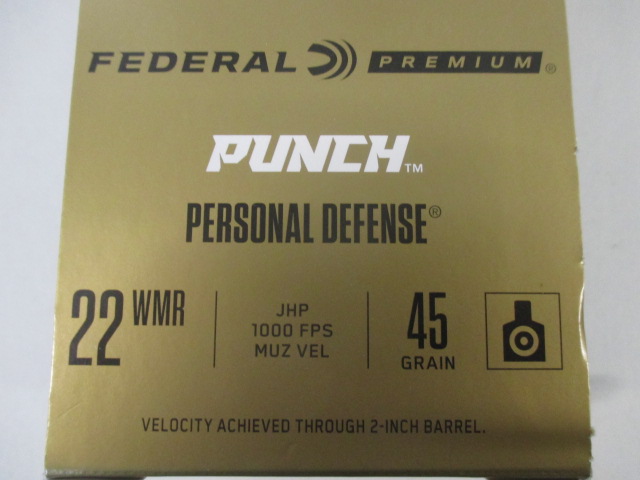 FEDERAL PREMIUM®
PUNCH™
PERSONAL DEFENSE®
22 WMR
JHP
1000 FPS
MUZ VEL
45
GRAIN
VELOCITY ACHIEVED THROUGH 2-INCH BARREL.